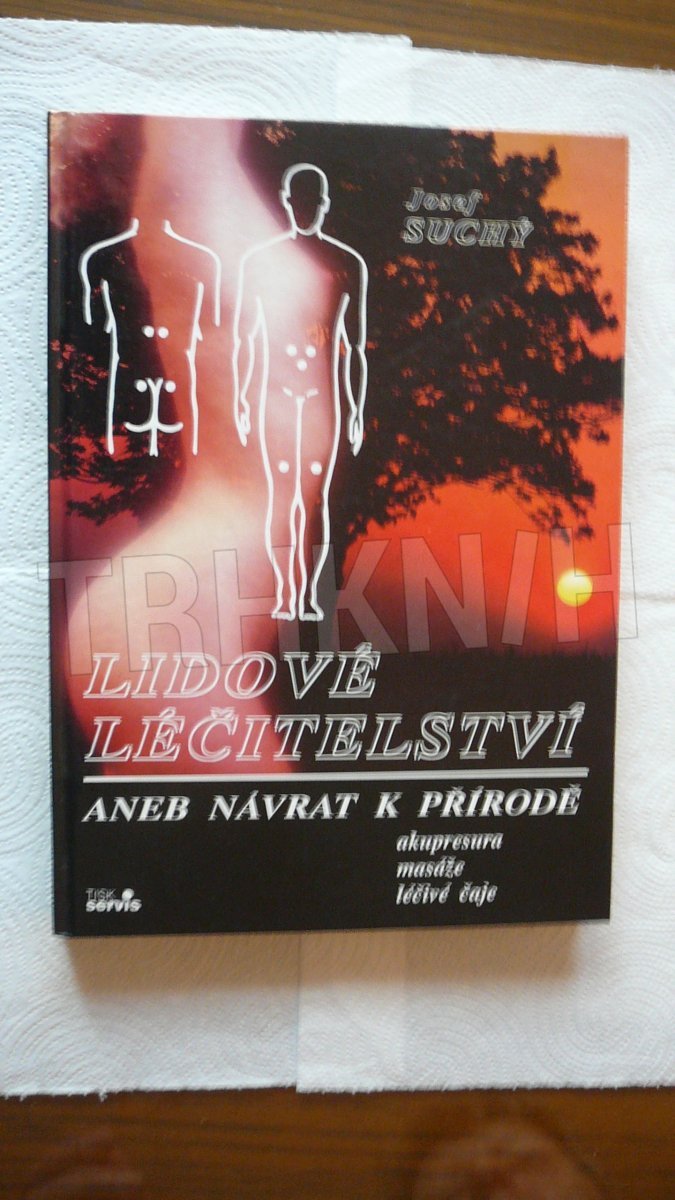 Josef
SUCHÝ
TRHKNIH
LIDOVÉ
LÉČITELSTVÍ
ANEB NÁVRAT K PŘÍRODĚ
akupresura
masáže
léčivé čaje
TISK
servis